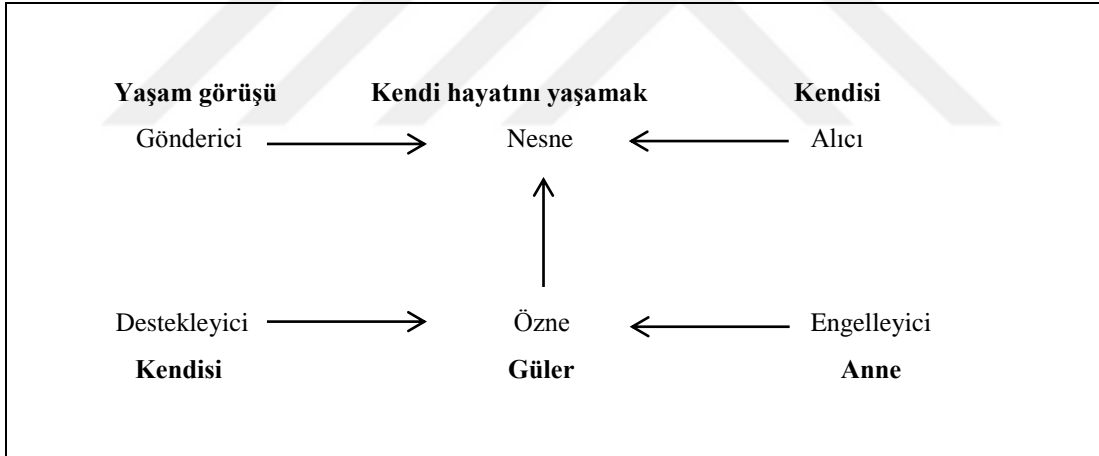 Yaşam görüşü Kendi hayatını yaşamak Kendisi
Gönderici Nesne Alıcı
Destekleyici Özne Engelleyici
Kendisi Güler Anne